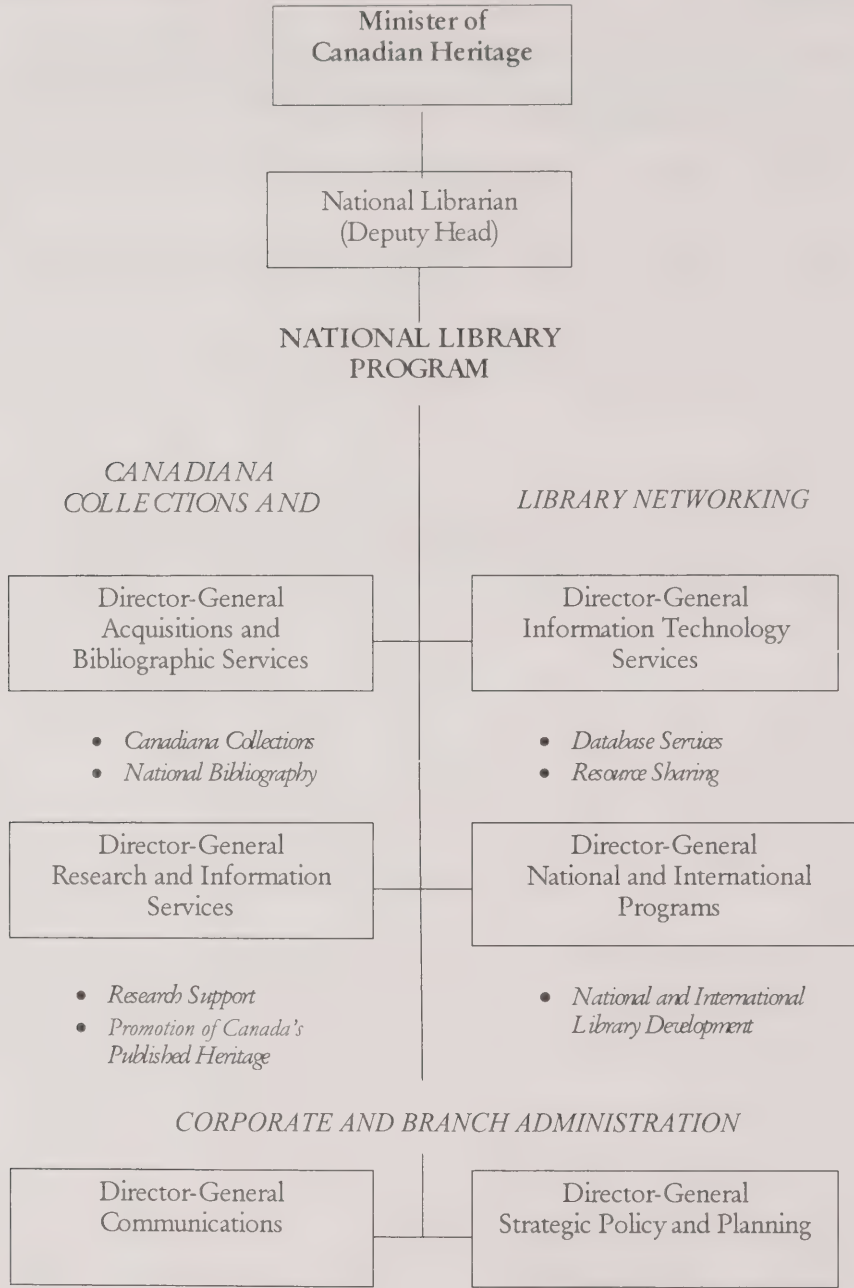 Minister of
Canadian Heritage
National Librarian
(Deputy Head)
NATIONAL LIBRARY
PROGRAM
CANADIANA
COLLECTIONS AND
LIBRARY NETWORKING
Director-General
Acquisitions and
Bibliographic Services
Director-General
Information Technology
Services
• Canadiana Collections
• National Bibliography
• Database Services
• Resource Sharing
Director-General
Research and Information
Services
Director-General
National and International
Programs
• Research Support
• Promotion of Canada's
Published Heritage
• National and International
Library Development
CORPORATE AND BRANCH ADMINISTRATION
Director-General
Communications
Director-General
Strategic Policy and Planning